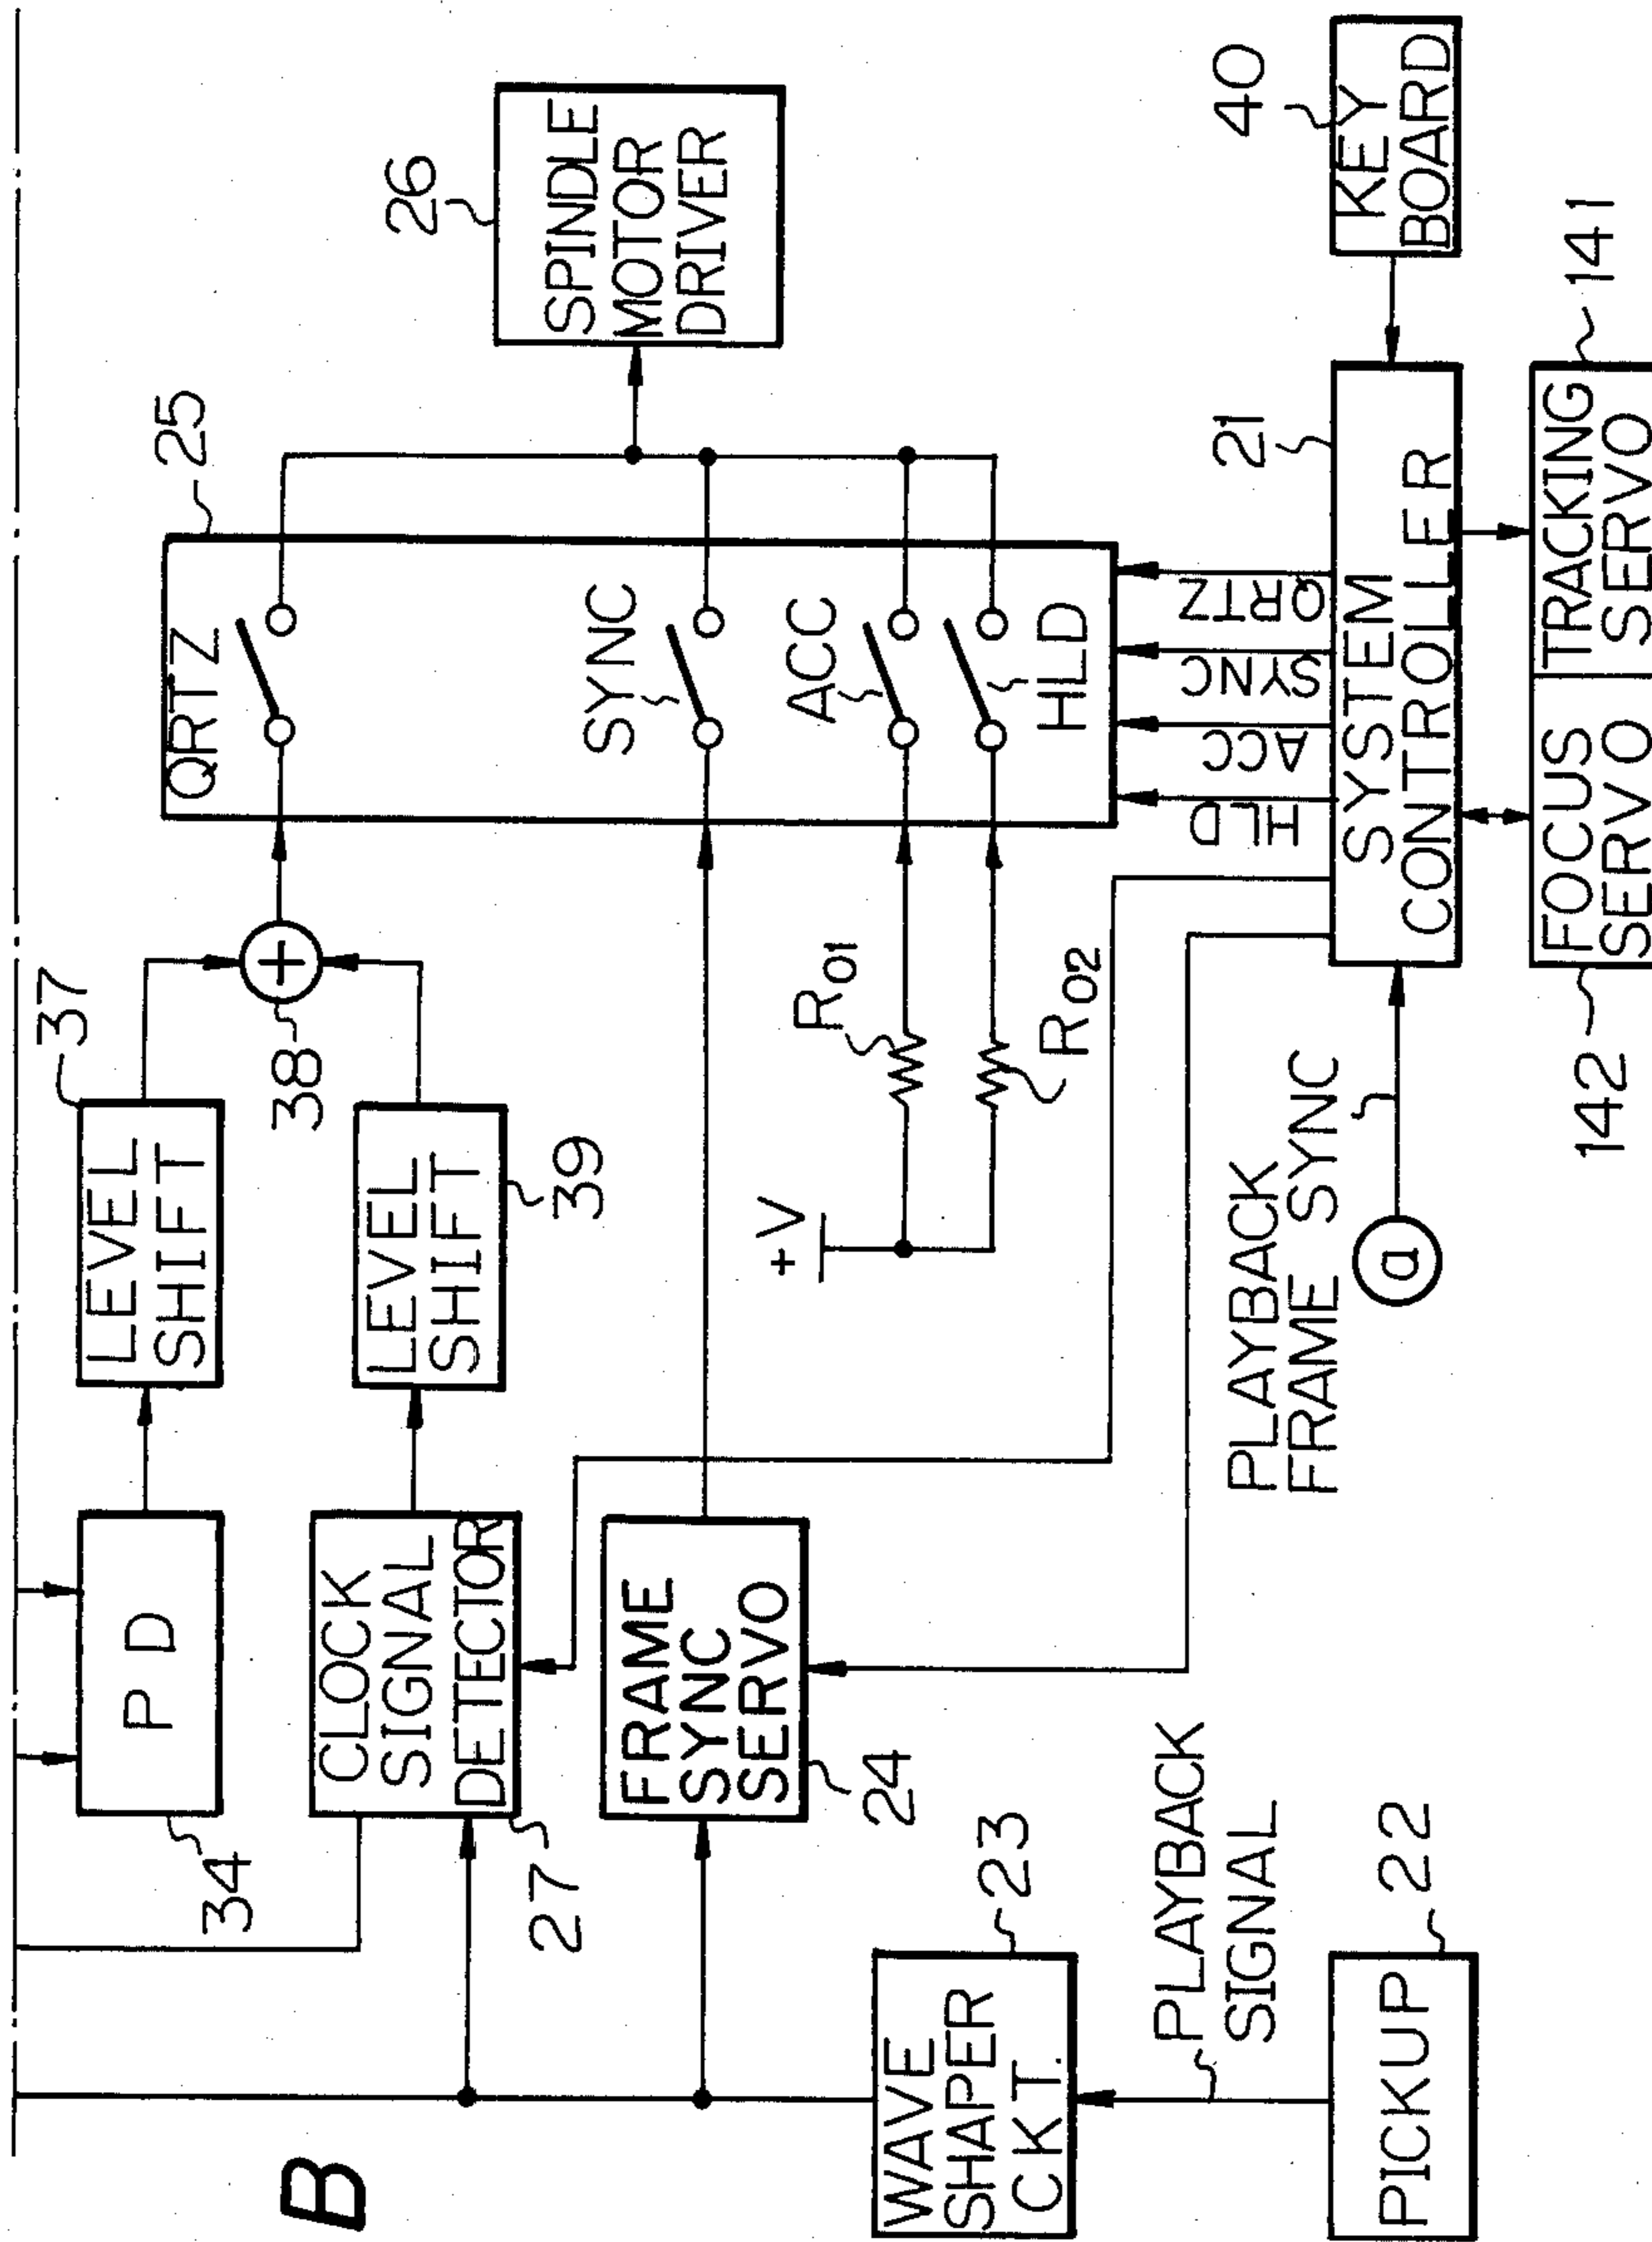 B
34
P D
LEVEL
SHIFT
37
38
CLOCK
SIGNAL
DETECTOR
27
LEVEL
SHIFT
39
FRAME
SYNC
SERVO
24
QRTZ
25
SYNC
ACC
HLD
SPINDLE
MOTOR
DRIVER
26
+V
R01
R02
WAVE
SHAPER
CKT.
23
PLAYBACK
SIGNAL
PICKUP
22
PLAYBACK
FRAME SYNC
a
HLD
ACC
SYNC
QRTZ
SYSTEM
CONTROLLER
21
KEY
BOARD
40
FOCUS
SERVO
142
TRACKING
SERVO
141